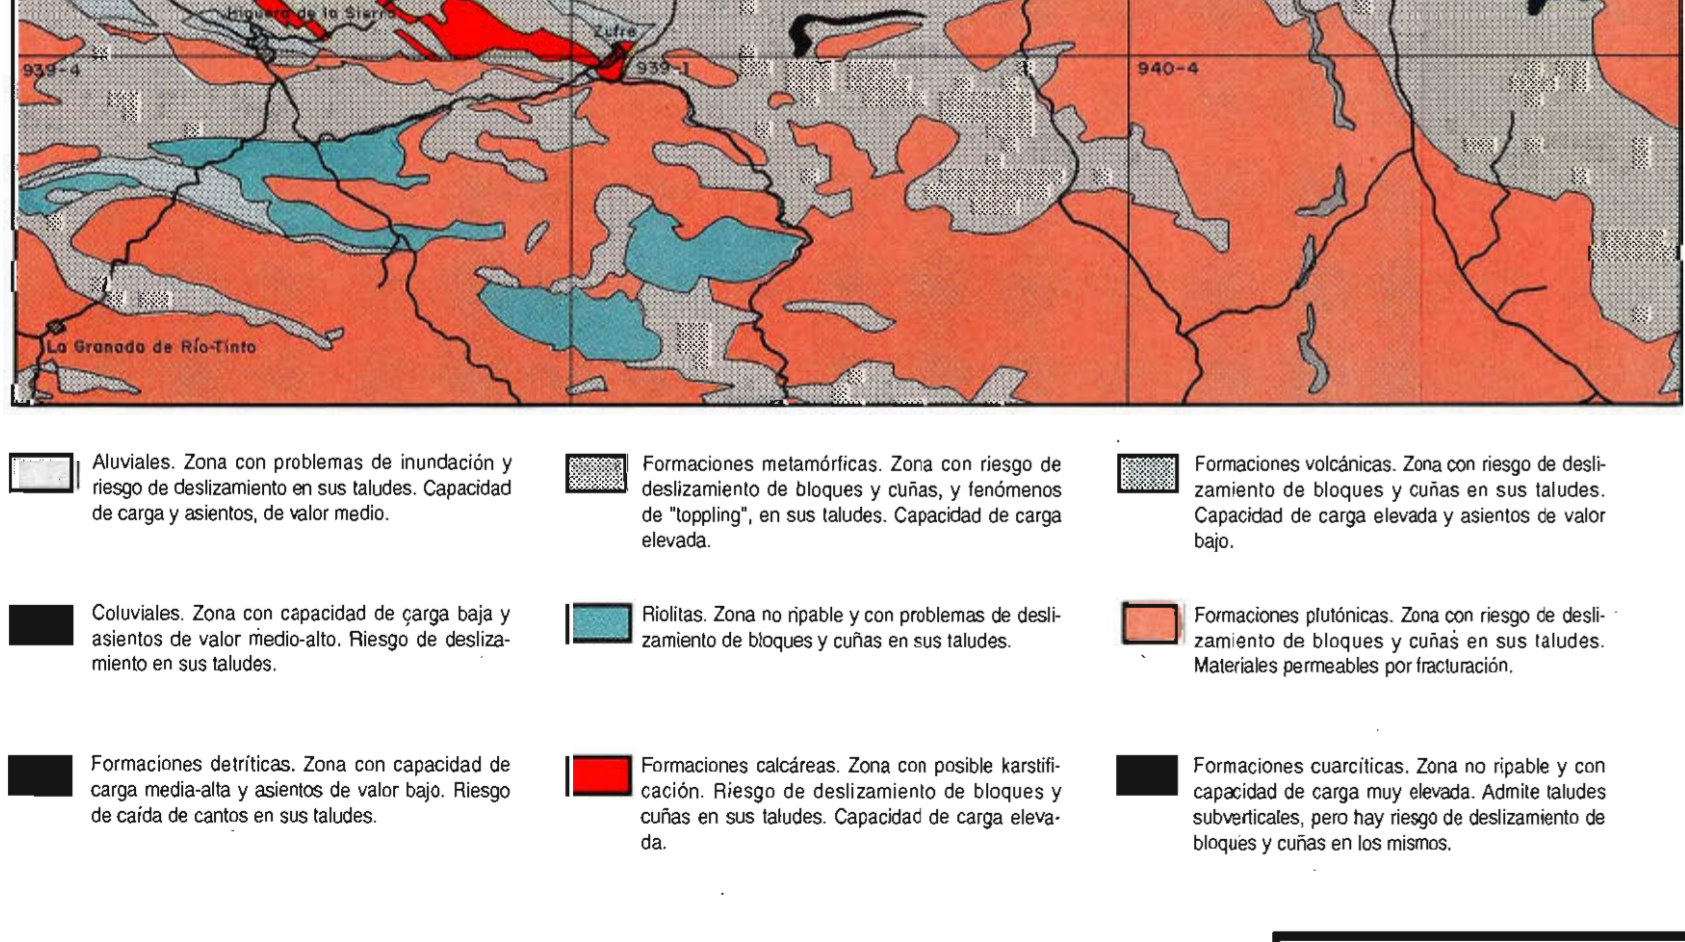 Higuera de la Sierra
Zufre
939-4
939-1
940-4
La Granada de Río-Tinto
Aluviales. Zona con problemas de inundación y
riesgo de deslizamiento en sus taludes. Capacidad
de carga y asientos, de valor medio.
Formaciones metamórficas. Zona con riesgo de
deslizamiento de bloques y cuñas, y fenómenos
de "toppling", en sus taludes. Capacidad de carga
elevada.
Formaciones volcánicas. Zona con riesgo de desli-
zamiento de bloques y cuñas en sus taludes.
Capacidad de carga elevada y asientos de valor
bajo.
Coluviales. Zona con capacidad de carga baja y
asientos de valor medio-alto. Riesgo de desliza-
miento en sus taludes.
Riolitas. Zona no ripable y con problemas de desli-
zamiento de bloques y cuñas en sus taludes.
Formaciones plutónicas. Zona con riesgo de desli-
zamiento de bloques y cuñas en sus taludes.
Materiales permeables por fracturación.
Formaciones detríticas. Zona con capacidad de
carga media-alta y asientos de valor bajo. Riesgo
de caída de cantos en sus taludes.
Formaciones calcáreas. Zona con posible karstifi-
cación. Riesgo de deslizamiento de bloques y
cuñas en sus taludes. Capacidad de carga eleva-
da.
Formaciones cuarcíticas. Zona no ripable y con
capacidad de carga muy elevada. Admite taludes
subverticales, pero hay riesgo de deslizamiento de
bloques y cuñas en los mismos.